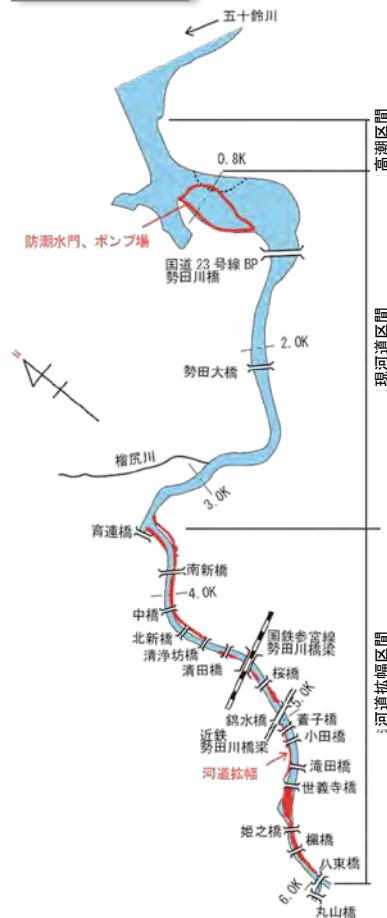 五十鈴川
高潮区間
0.8K
防潮水門、ポンプ場
国道23号線BP
勢田川橋
現河道区間
2.0K
勢田大橋
N
檜尻川
3.0K
育連橋
南新橋
4.0K
中橋
北新橋
清浄坊橋
清田橋
国鉄参宮線
勢田川橋梁
桜橋
河道拡幅区間
5.0K
錦水橋
近鉄
勢田川橋梁
簀子橋
小田橋
河道拡幅
滝田橋
世義寺橋
姫之橋
楓橋
八東橋
6.0K
丸山橋